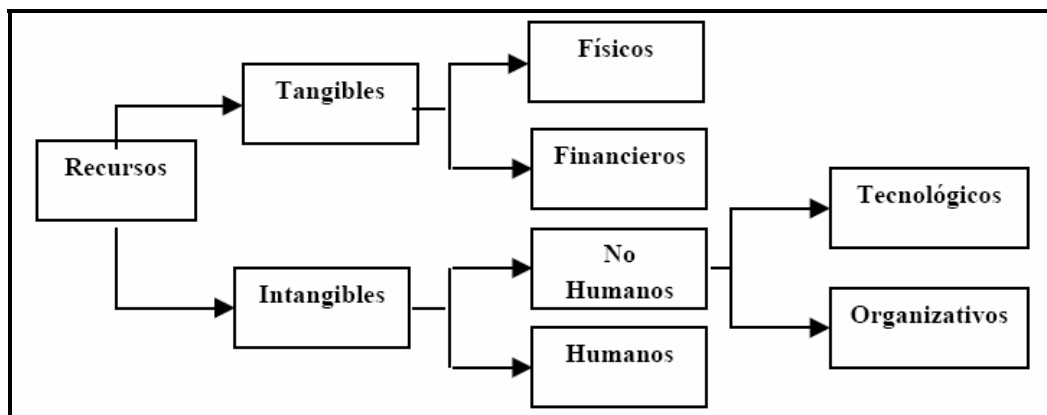 Recursos
Tangibles
Físicos
Financieros
Intangibles
No
Humanos
Humanos
Tecnológicos
Organizativos